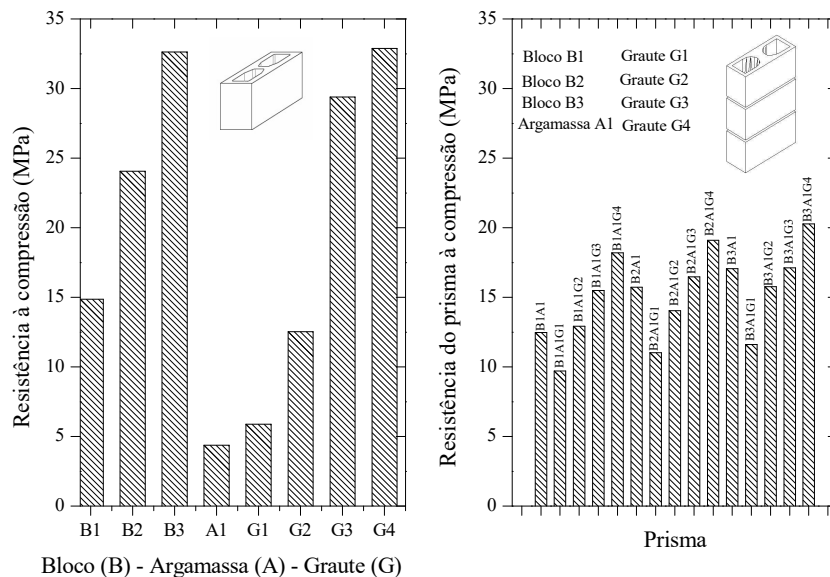 Resistência à compressão (MPa)
35
30
25
20
15
10
5
0
B1 B2 B3 A1 G1 G2 G3 G4
Bloco (B) - Argamassa (A) - Graute (G)
Resistência do prisma à compressão (MPa)
35
30
25
20
15
10
5
0
Bloco B1 Graute G1
Bloco B2 Graute G2
Bloco B3 Graute G3
Argamassa A1 Graute G4
B1A1
B1A1G1
B1A1G2
B1A1G3
B1A1G4
B2A1
B2A1G1
B2A1G2
B2A1G3
B2A1G4
B3A1
B3A1G1
B3A1G2
B3A1G3
B3A1G4
Prisma